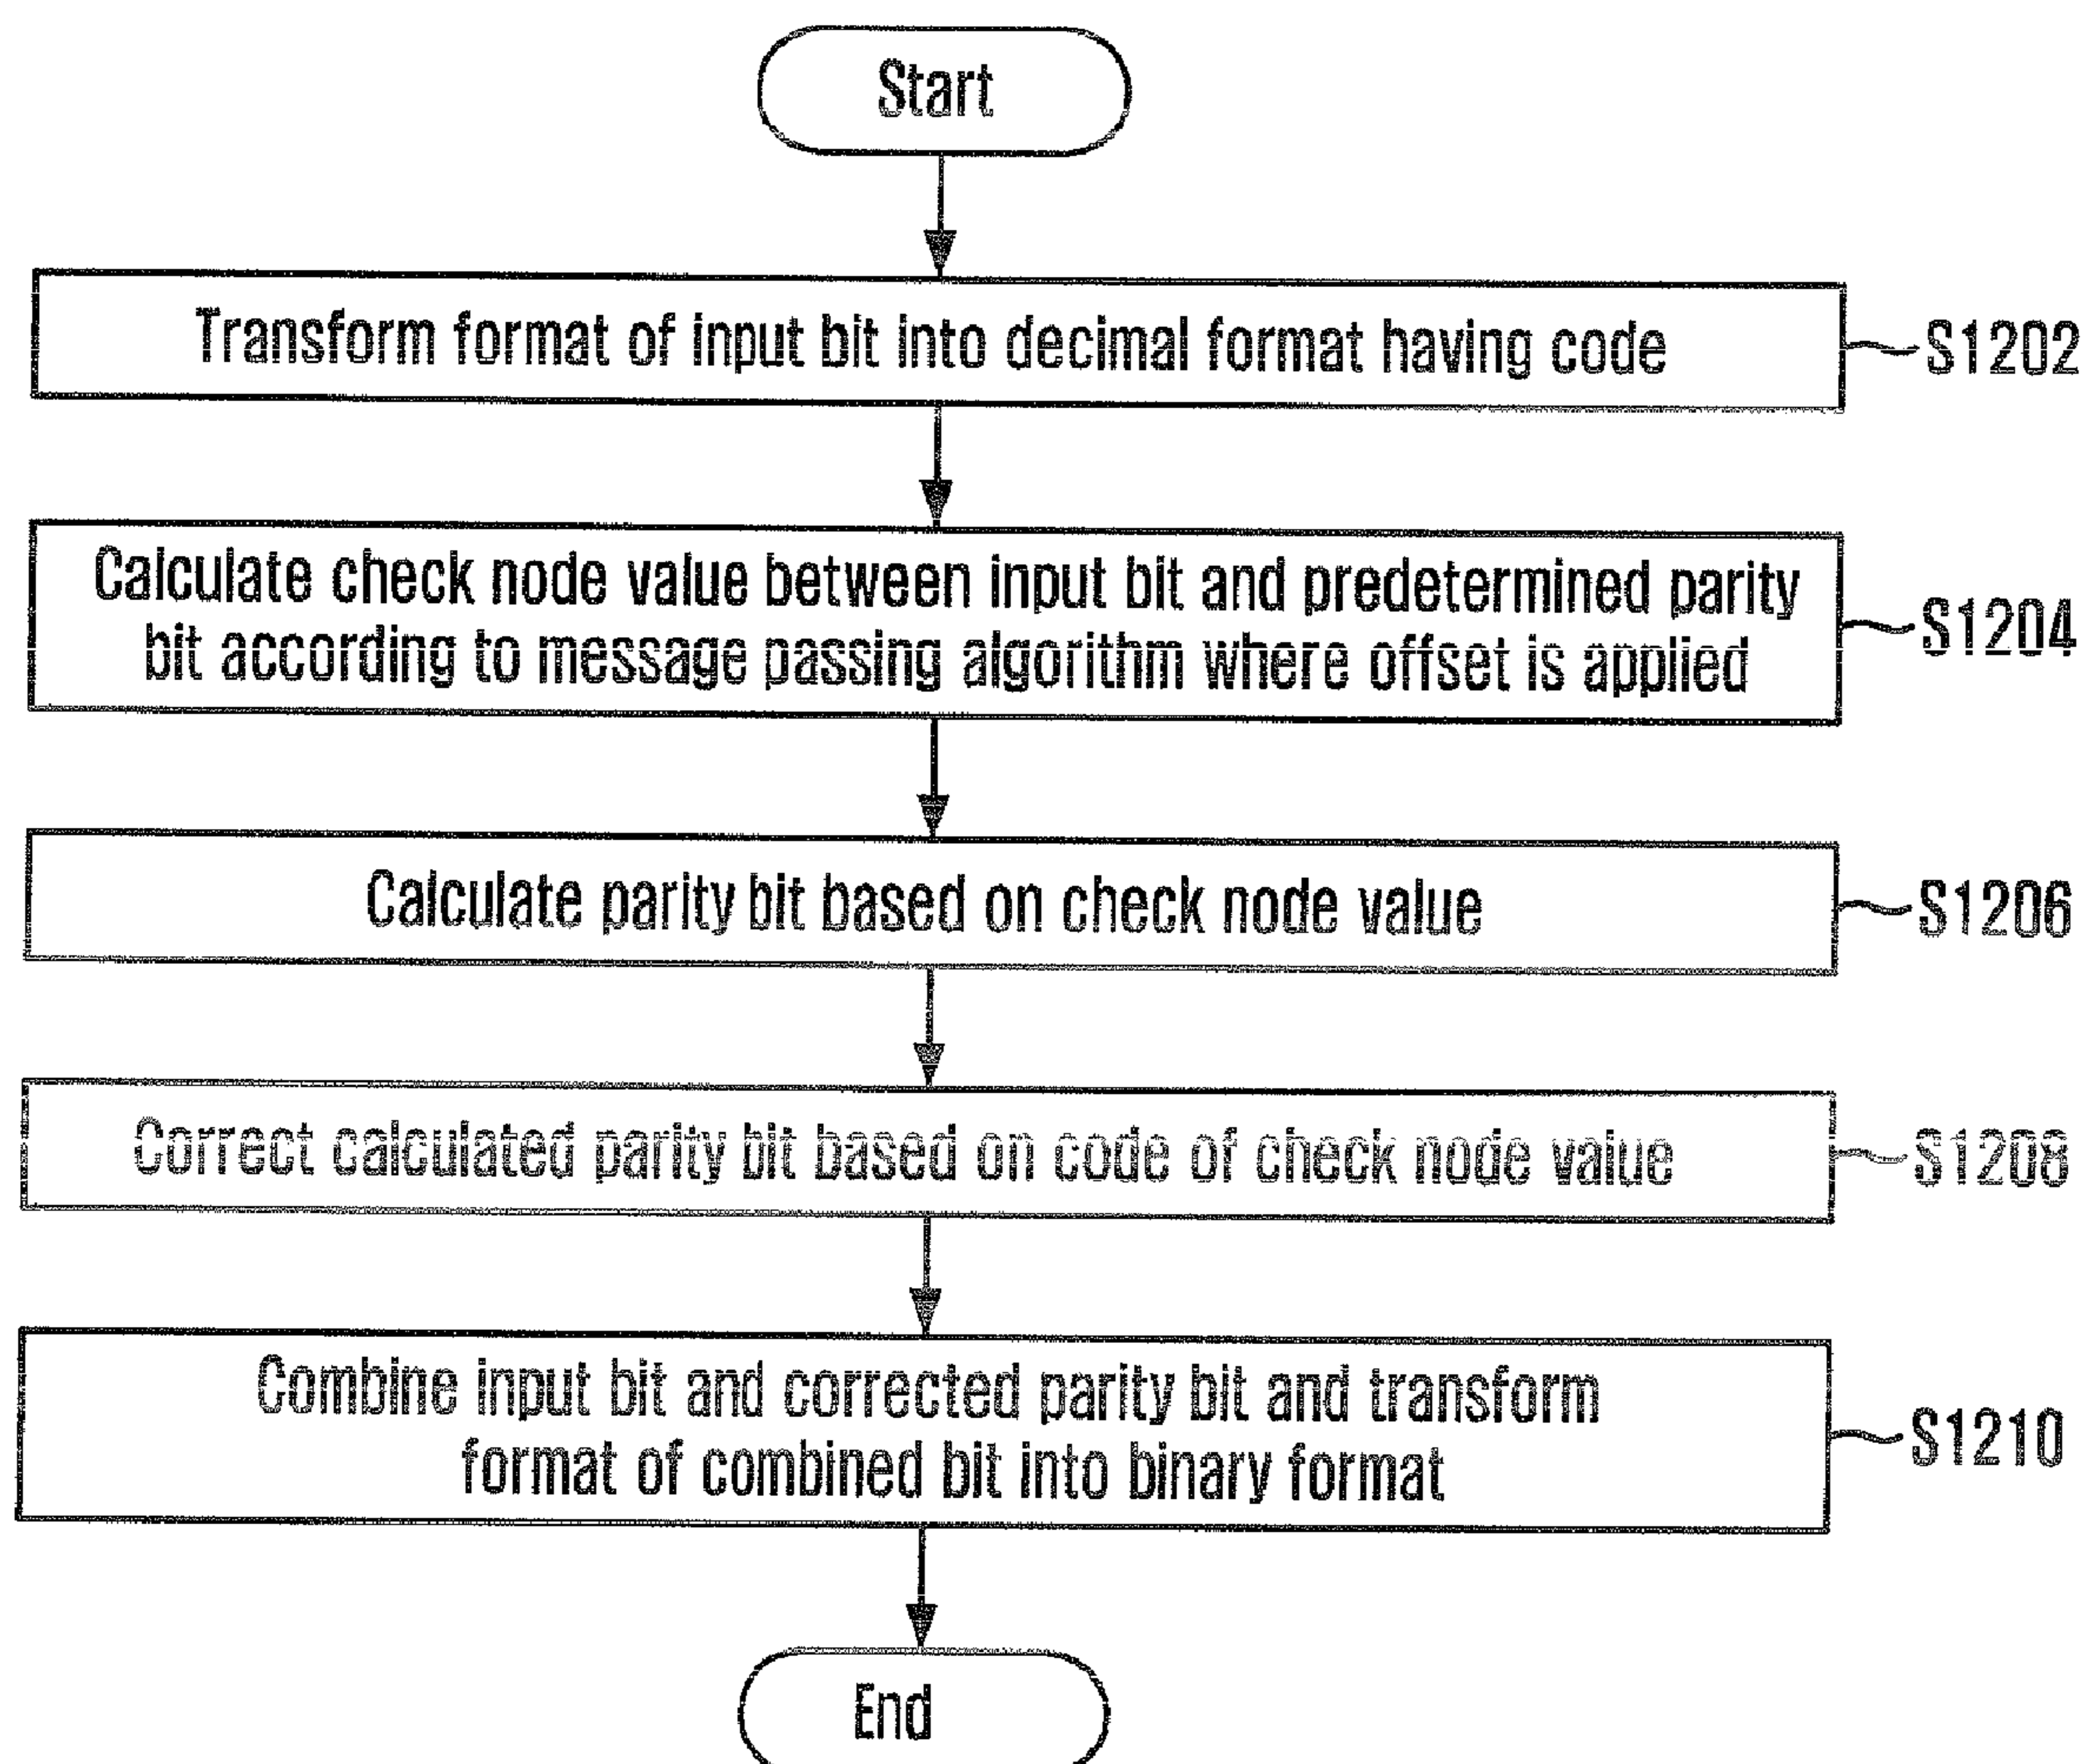 Start
Transform format of input bit into decimal format having code
S1202
Calculate check node value between input bit and predetermined parity
bit according to message passing algorithm where offset is applied
S1204
Calculate parity bit based on check node value
S1206
Correct calculated parity bit based on code of check node value
S1208
Combine input bit and corrected parity bit and transform
format of combined bit into binary format
S1210
End